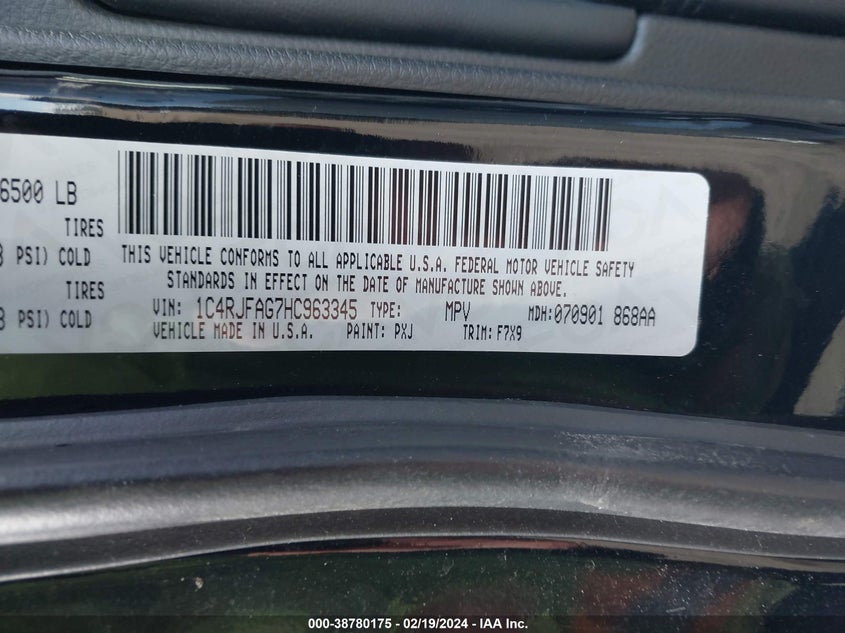 6500 LB
TIRES
PSI) COLD
TIRES
PSI) COLD
THIS VEHICLE CONFORMS TO ALL APPLICABLE U.S.A. FEDERAL MOTOR VEHICLE SAFETY
STANDARDS IN EFFECT ON THE DATE OF MANUFACTURE SHOWN ABOVE.
VIN: 1C4RJFAG7HC963345 TYPE: MPV MDH:070901 868AA
VEHICLE MADE IN U.S.A. PAINT: PXJ TRIM: F7X9
000-38780175 - 02/19/2024 - IAA Inc.